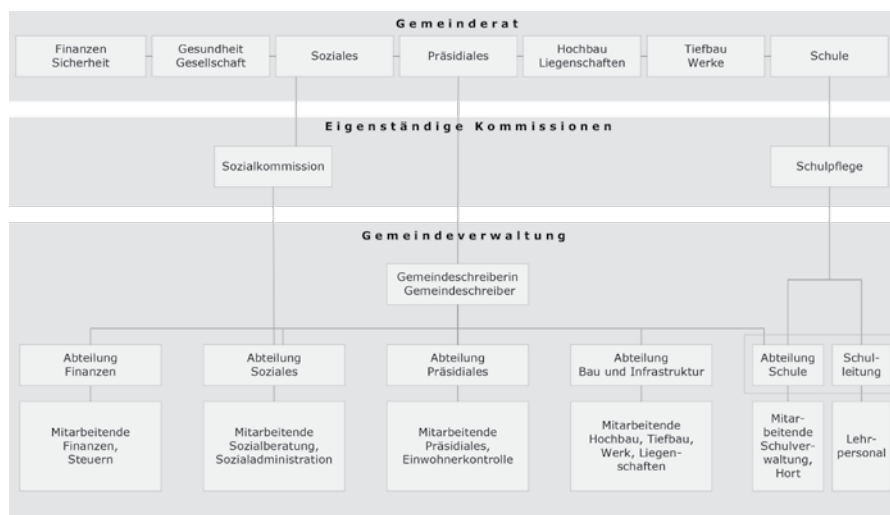 Gemeinderat
Finanzen
Sicherheit
Gesundheit
Gesellschaft
Soziales
Präsidiales
Hochbau
Liegenschaften
Tiefbau
Werke
Schule
Eigenständige Kommissionen
Sozialkommission
Schulpflege
Gemeindeverwaltung
Gemeindeschreiberin
Gemeindeschreiber
Abteilung
Finanzen
Abteilung
Soziales
Abteilung
Präsidiales
Abteilung
Bau und Infrastruktur
Abteilung
Schule
Schul-
leitung
Mitarbeitende
Finanzen,
Steuern
Mitarbeitende
Sozialberatung,
Sozialadministration
Mitarbeitende
Präsidiales,
Einwohnerkontrolle
Mitarbeitende
Hochbau, Tiefbau,
Werk, Liegen-
schaften
Mitar-
beitende
Schulver-
waltung,
Hort
Lehr-
personal